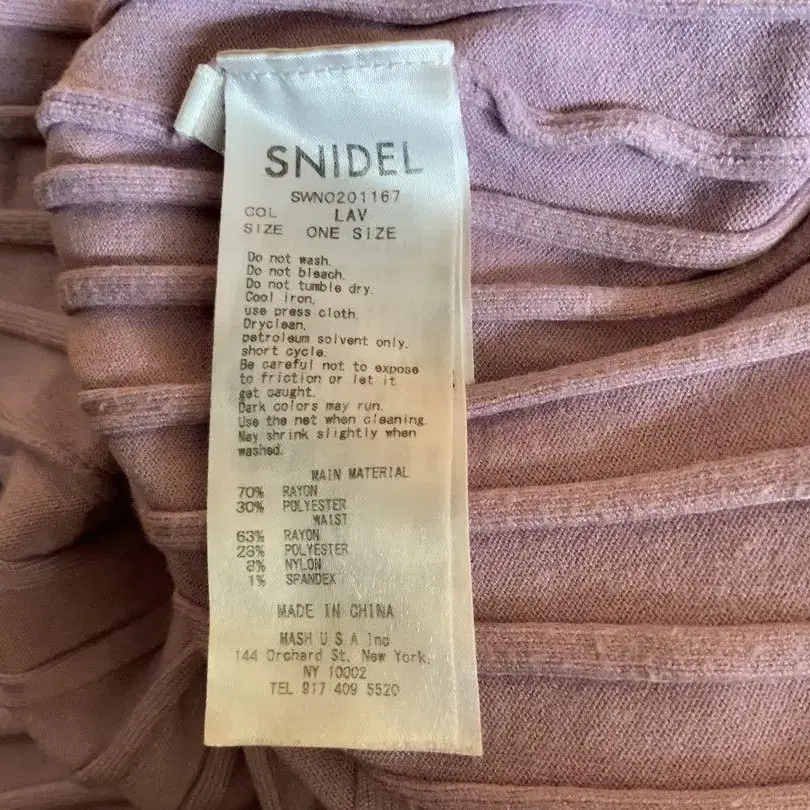 SNIDEL
SWNO201167
COL LAV
SIZE ONE SIZE
Do not wash.
Do not bleach.
Do not tumble dry.
Cool iron,
use press cloth.
Dryclean,
petroleum solvent only,
short cycle.
Be careful not to expose
to friction or let it
get caught.
Dark colors may run.
Use the net when cleaning.
May shrink slightly when
washed.
MAIN MATERIAL
70% RAYON
30% POLYESTER
WAIST
63% RAYON
28% POLYESTER
8% NYLON
1% SPANDEX
MADE IN CHINA
MASH U S A Inc
144 Orchard St. New York.
NY 10002
TEL 917 409 5520